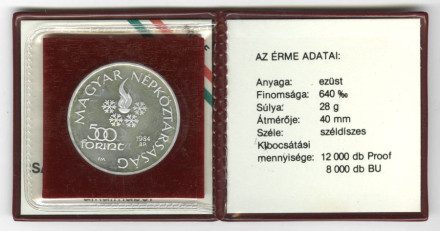 MAGYAR NÉPKÖZTÁRSASÁG
500
FORINT
1984
BP.
AZ ÉRME ADATAI:
Anyaga: ezüst
Finomsága: 640 ‰
Súlya: 28 g
Átmérője: 40 mm
Széle: széldíszes
Kibocsátási
mennyisége: 12 000 db Proof
8 000 db BU